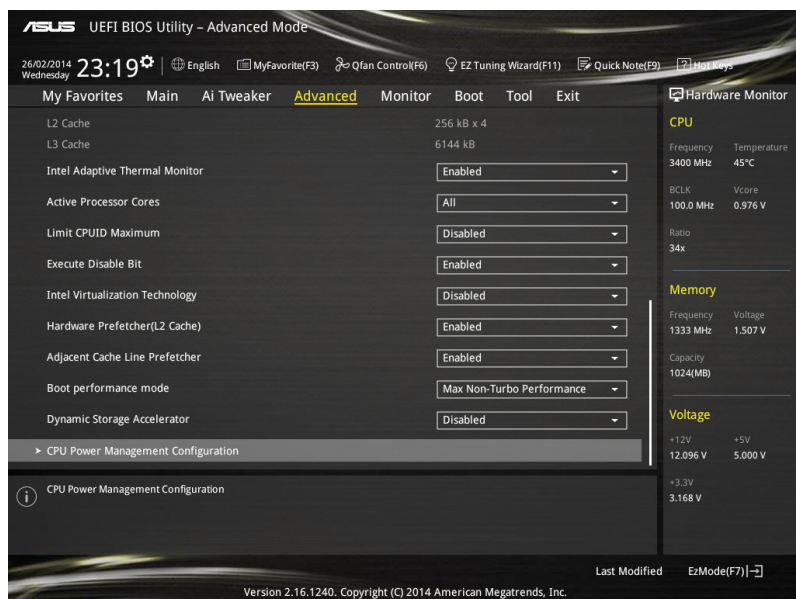 ASUS UEFI BIOS Utility – Advanced Mode
26/02/2014
Wednesday
23:19
English
MyFavorite(F3)
Qfan Control(F6)
EZ Tuning Wizard(F11)
Quick Note(F9)
Hot Keys
My Favorites Main Ai Tweaker Advanced Monitor Boot Tool Exit
L2 Cache 256 kB x 4
L3 Cache 6144 kB
Intel Adaptive Thermal Monitor Enabled
Active Processor Cores All
Limit CPUID Maximum Disabled
Execute Disable Bit Enabled
Intel Virtualization Technology Disabled
Hardware Prefetcher(L2 Cache) Enabled
Adjacent Cache Line Prefetcher Enabled
Boot performance mode Max Non-Turbo Performance
Dynamic Storage Accelerator Disabled
> CPU Power Management Configuration
CPU Power Management Configuration
Hardware Monitor
CPU
Frequency Temperature
3400 MHz 45°C
BCLK Vcore
100.0 MHz 0.976 V
Ratio
34x
Memory
Frequency Voltage
1333 MHz 1.507 V
Capacity
1024(MB)
Voltage
+12V +5V
12.096 V 5.000 V
+3.3V
3.168 V
Last Modified EzMode(F7)
Version 2.16.1240. Copyright (C) 2014 American Megatrends, Inc.